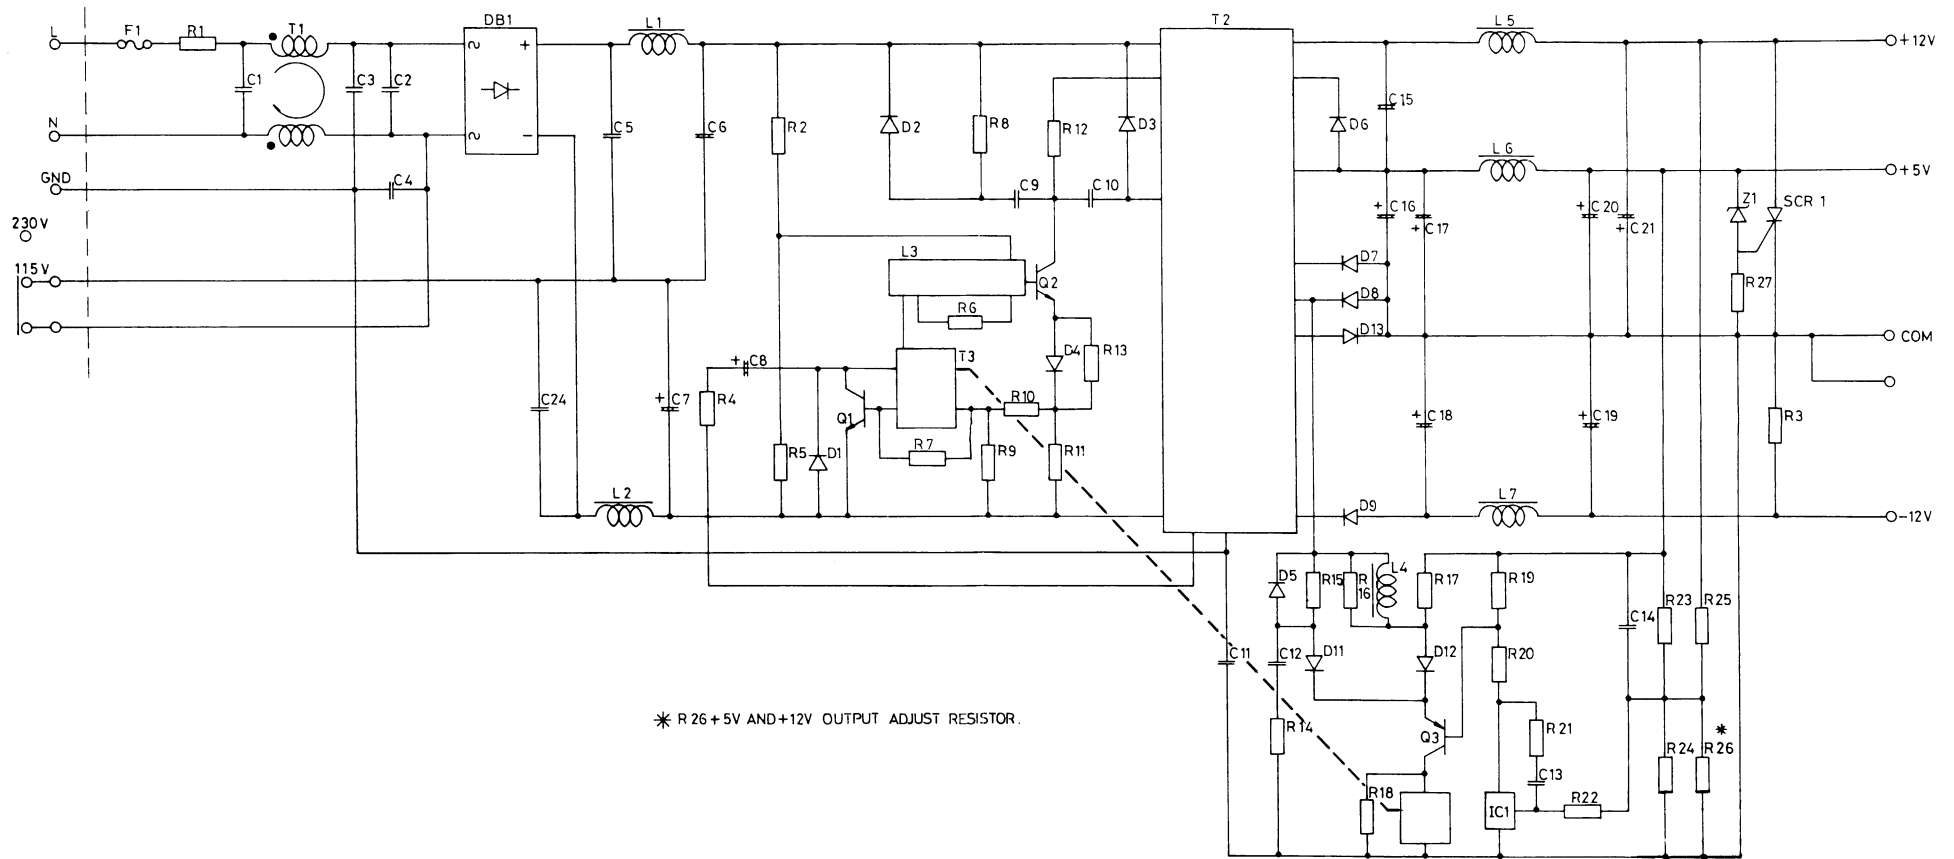 L
F1
R1
T1
DB1
L1
T2
L5
+12V
C1
C3
C2
S
S
+
−
N
C5
C6
R2
D2
R8
R12
D3
C15
D6
L6
+5V
GND
C4
C9
C10
Z1
SCR 1
230V
+ C16
+ C17
+ C20
+ C21
115V
L3
Q2
D7
D8
R27
R6
D13
COM
T3
D4
R13
+ C8
C24
+ C7
R4
Q1
R10
+ C18
+ C19
R3
R5
D1
R7
R9
R11
L2
D9
L7
-12V
D5
R15
R16
L4
R17
R19
C14
R23
R25
C11
C12
D11
D12
R20
✳ R 26 + 5V AND +12V OUTPUT ADJUST RESISTOR.
R14
Q3
R21
R24
✳
R26
C13
R18
IC1
R22